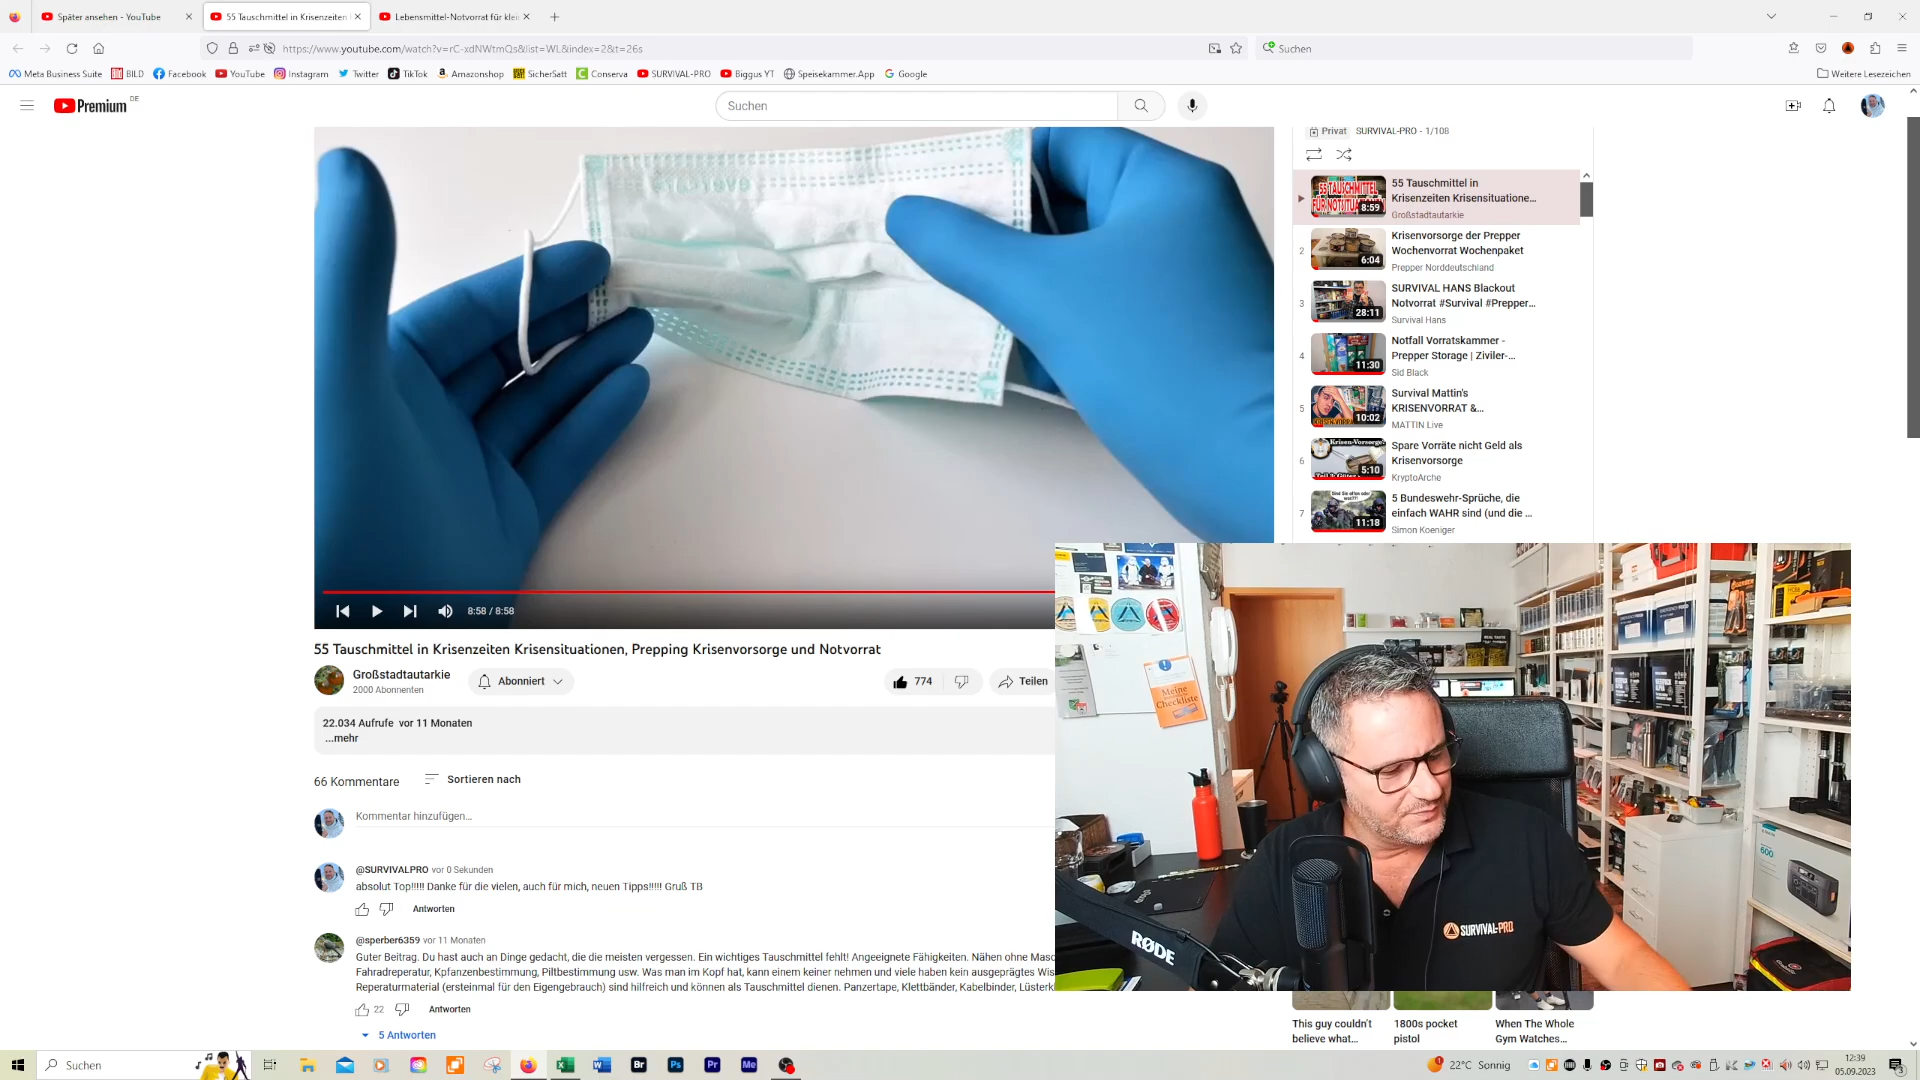 Später ansehen - YouTube
55 Tauschmittel in Krisenzeiten
Lebensmittel-Notvorrat für klei
https://www.youtube.com/watch?v=rC-xdNWtmQs&list=WL&index=2&t=26s
Suchen
Meta Business Suite BILD Facebook YouTube Instagram Twitter TikTok Amazonshop SicherSatt Conserva SURVIVAL-PRO Biggus YT Speisekammer.App Google Weitere Lesezeichen
Premium DE
Suchen
Privat SURVIVAL-PRO - 1/108
55 TAUSCHMITTEL
8:59
55 Tauschmittel in
Krisenzeiten Krisensituatione...
Großstadtautarkie
2
6:04
Krisenvorsorge der Prepper
Wochenvorrat Wochenpaket
Prepper Norddeutschland
3
28:11
SURVIVAL HANS Blackout
Notvorrat #Survival #Prepper...
Survival Hans
4
11:30
Notfall Vorratskammer -
Prepper Storage | Ziviler-...
Sid Black
5
10:02
Survival Mattin's
KRISENVORRAT &...
MATTIN Live
6
5:10
Spare Vorräte nicht Geld als
Krisenvorsorge
KryptoArche
7
11:18
5 Bundeswehr-Sprüche, die
einfach WAHR sind (und die ...
Simon Koeniger
8:58 / 8:58
55 Tauschmittel in Krisenzeiten Krisensituationen, Prepping Krisenvorsorge und Notvorrat
Großstadtautarkie
2000 Abonnenten
Abonniert
774
Teilen
22.034 Aufrufe vor 11 Monaten
...mehr
66 Kommentare
Sortieren nach
Kommentar hinzufügen...
@SURVIVALPRO vor 0 Sekunden
absolut Top!!!!! Danke für die vielen, auch für mich, neuen Tipps!!!!! Gruß TB
Antworten
@sperber6359 vor 11 Monaten
Guter Beitrag. Du hast auch an Dinge gedacht, die die meisten vergessen. Ein wichtiges Tauschmittel fehlt! Angeeignete Fähigkeiten. Nähen ohne Masc
Fahradreperatur, Kpfanzenbestimmung, Piltbestimmung usw. Was man im Kopf hat, kann einem keiner nehmen und viele haben kein ausgeprägtes Wis
Reperaturmaterial (ersteinmal für den Eigengebrauch) sind hilfreich und können als Tauschmittel dienen. Panzertape, Klettbänder, Kabelbinder, Lüsterkl
22
Antworten
5 Antworten
Meine
Checkliste
RØDE
SURVIVAL-PRO
600
This guy couldn't
believe what...
1800s pocket
pistol
When The Whole
Gym Watches...
Suchen
22°C Sonnig
12:39
05.09.2023